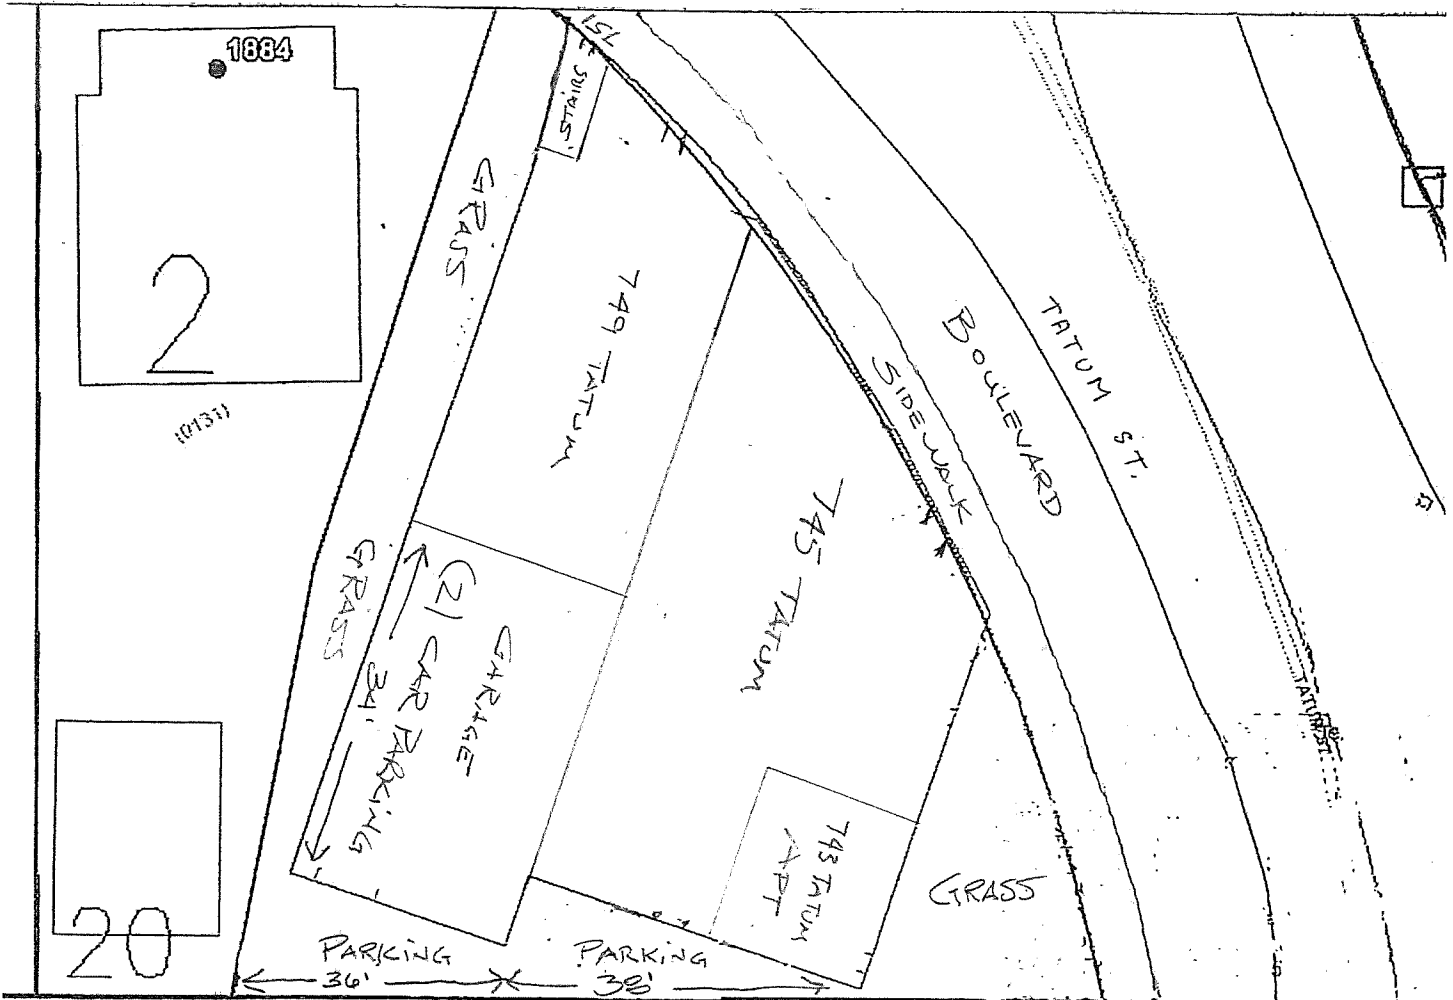 1884
2
751
GRASS
749 TATUM
SIDEWALK
BOULEVARD
TATUM ST.
745 TATUM
GRASS
34'
(2) CAR PARKING
GARAGE
743 TATUM
APT
GRASS
TATUM ST
20
PARKING
36'
PARKING
38'